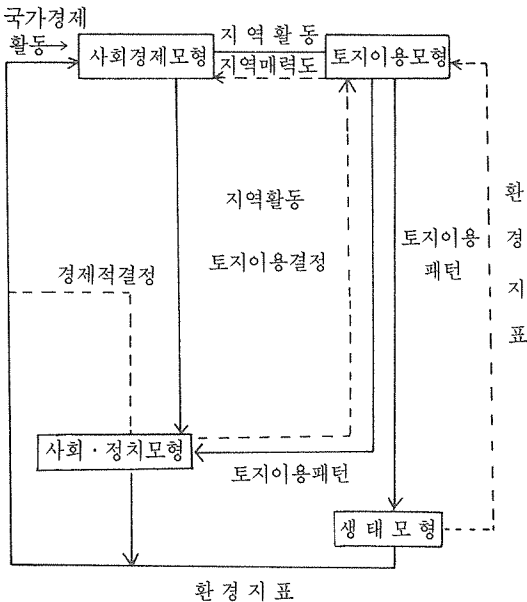 국가경제
활동
사회경제모형
지역활동
지역매력도
토지이용모형
지역활동
토지이용결정
토지이용
패턴
환경지표
경제적결정
사회·정치모형
토지이용패턴
생태모형
환경지표